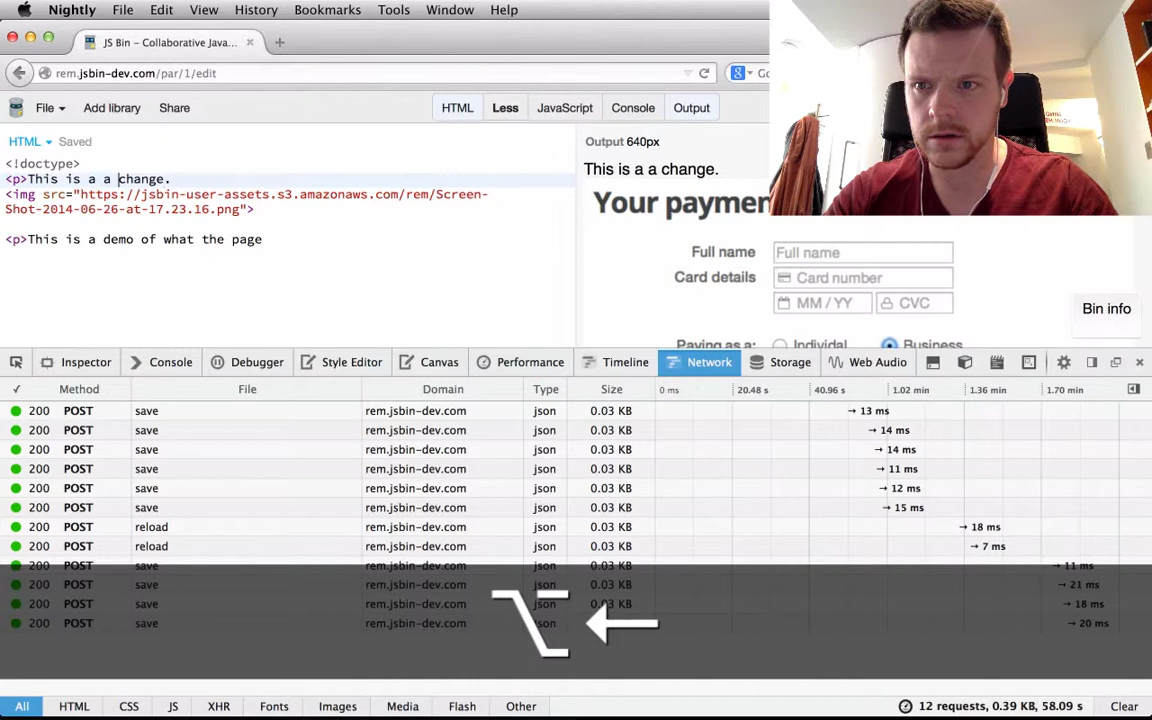 Nightly File Edit View History Bookmarks Tools Window Help
JS Bin – Collaborative Java...
rem.jsbin-dev.com/par/1/edit
File Add library Share HTML Less JavaScript Console Output
HTML Saved Output 640px
<!doctype>
<p>This is a a change.
<img src="https://jsbin-user-assets.s3.amazonaws.com/rem/Screen-
Shot-2014-06-26-at-17.23.16.png">
<p>This is a demo of what the page
This is a a change.
Your paymen
Full name Full name
Card details Card number
MM / YY CVC
Paying as a: Individal Business
Bin info
Inspector Console Debugger Style Editor Canvas Performance Timeline Network Storage Web Audio
✓ Method File Domain Type Size 0 ms 20.48 s 40.96 s 1.02 min 1.36 min 1.70 min
200 POST save rem.jsbin-dev.com json 0.03 KB → 13 ms
200 POST save rem.jsbin-dev.com json 0.03 KB → 14 ms
200 POST save rem.jsbin-dev.com json 0.03 KB → 14 ms
200 POST save rem.jsbin-dev.com json 0.03 KB → 11 ms
200 POST save rem.jsbin-dev.com json 0.03 KB → 12 ms
200 POST save rem.jsbin-dev.com json 0.03 KB → 15 ms
200 POST reload rem.jsbin-dev.com json 0.03 KB → 18 ms
200 POST reload rem.jsbin-dev.com json 0.03 KB → 7 ms
200 POST save rem.jsbin-dev.com json 0.03 KB → 11 ms
200 POST save rem.jsbin-dev.com json 0.03 KB → 21 ms
200 POST save rem.jsbin-dev.com json 0.03 KB → 18 ms
200 POST save rem.jsbin-dev.com json 0.03 KB → 20 ms
⌥ ←
All HTML CSS JS XHR Fonts Images Media Flash Other 12 requests, 0.39 KB, 58.09 s Clear